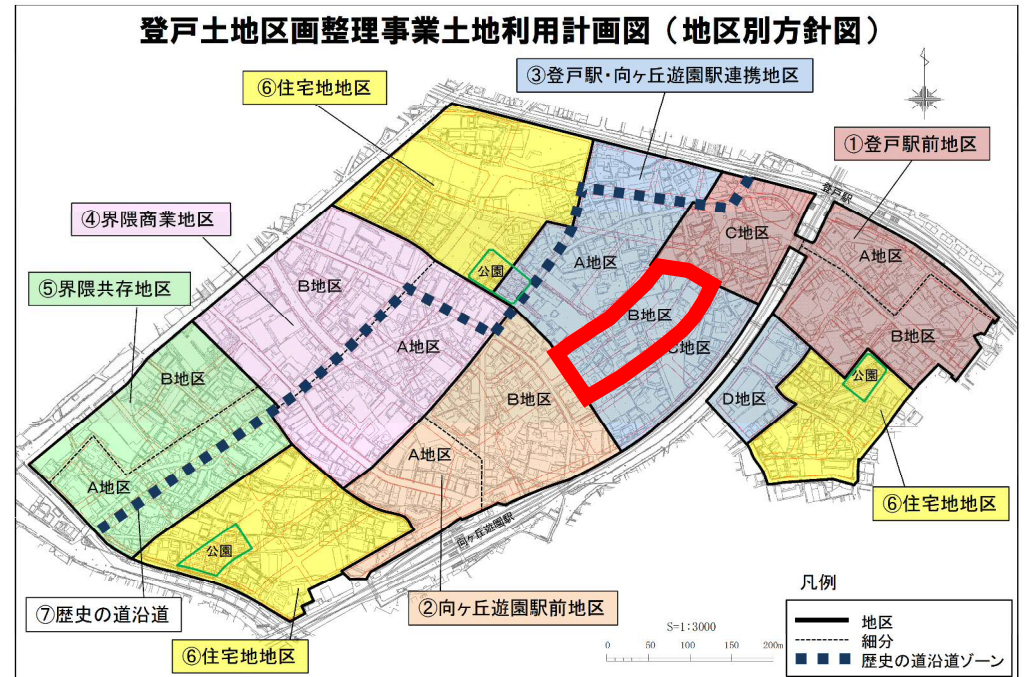 登戸土地区画整理事業土地利用計画図（地区別方針図）
③登戸駅・向ヶ丘遊園駅連携地区
⑥住宅地地区
①登戸駅前地区
登戸駅
④界隈商業地区
C地区
A地区
公園
A地区
⑤界隈共存地区
B地区
B地区
B地区
A地区
C地区
公園
B地区
B地区
D地区
A地区
A地区
⑥住宅地地区
向ヶ丘遊園駅
公園
凡例
⑦歴史の道沿道
②向ヶ丘遊園駅前地区
地区
S=1:3000
細分
0 50 100 150 200m
⑥住宅地地区
歴史の道沿道ゾーン